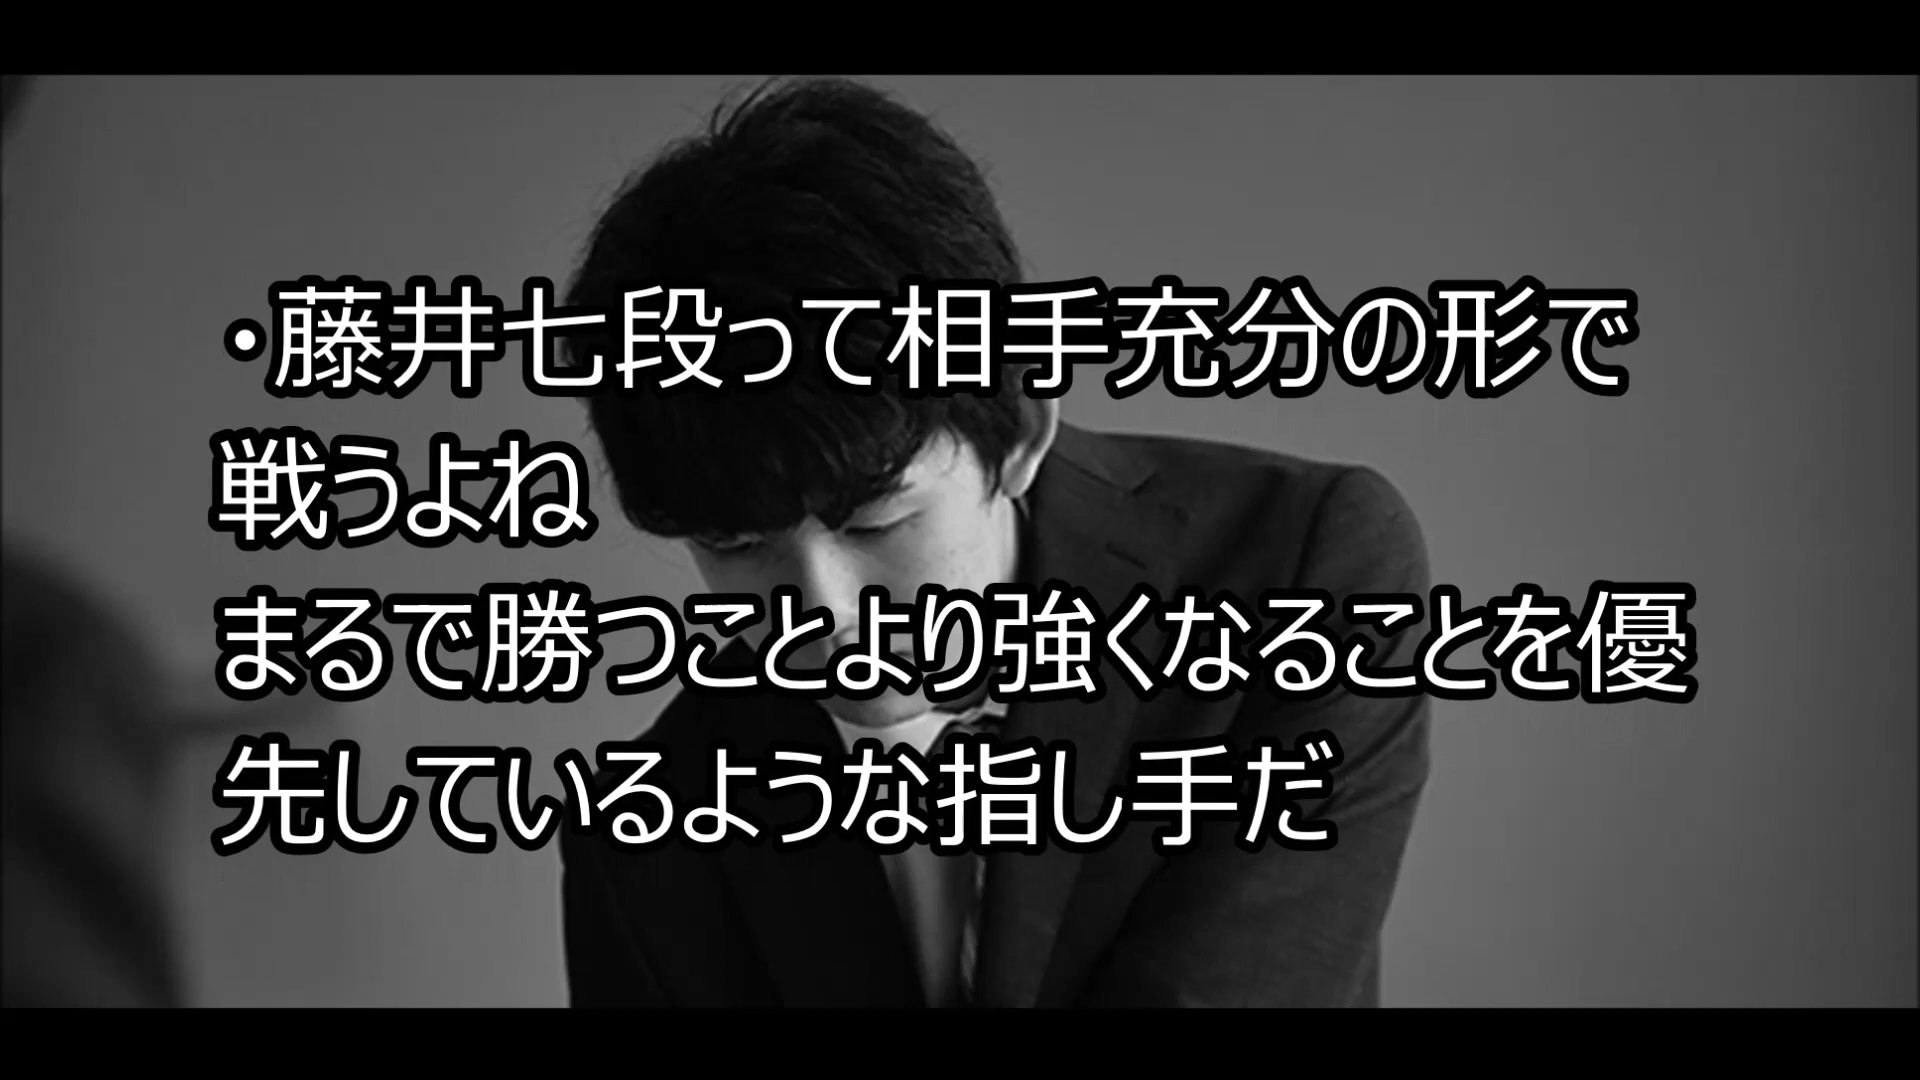 ・藤井七段って相手充分の形で
戦うよね
まるで勝つことより強くなることを優
先しているような指し手だ